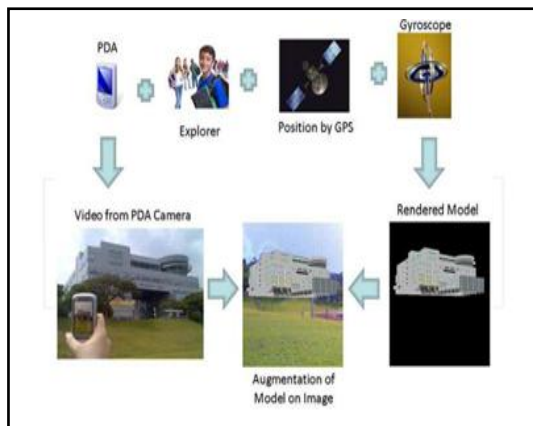 PDA
Gyroscope
Explorer
Position by GPS
Video from PDA Camera
Rendered Model
Augmentation of
Model on Image